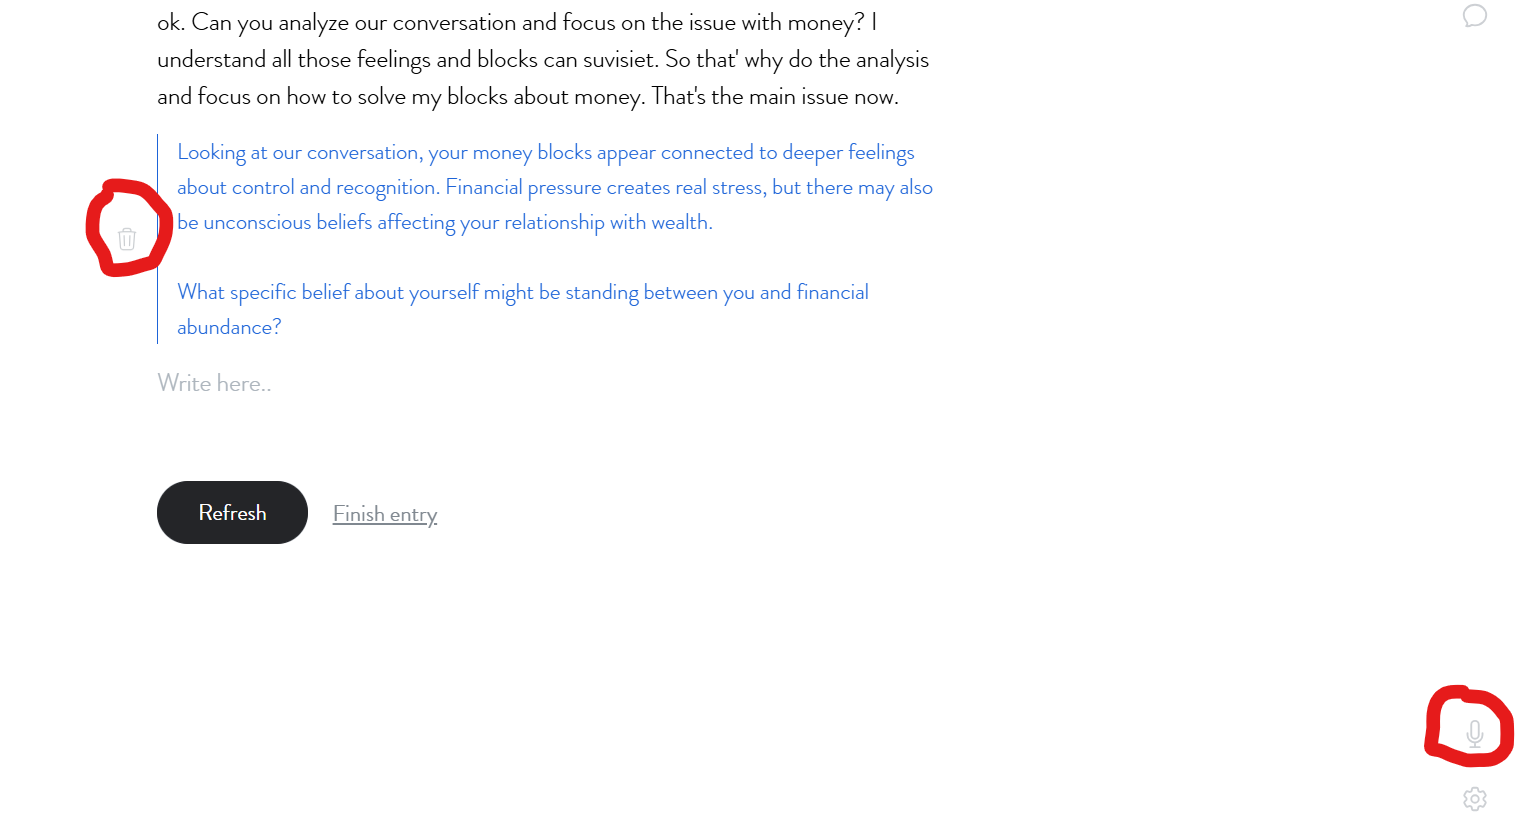 ok. Can you analyze our conversation and focus on the issue with money? I
understand all those feelings and blocks can suvisiet. So that' why do the analysis
and focus on how to solve my blocks about money. That's the main issue now.
Looking at our conversation, your money blocks appear connected to deeper feelings
about control and recognition. Financial pressure creates real stress, but there may also
be unconscious beliefs affecting your relationship with wealth.
What specific belief about yourself might be standing between you and financial
abundance?
Write here..
Refresh
Finish entry